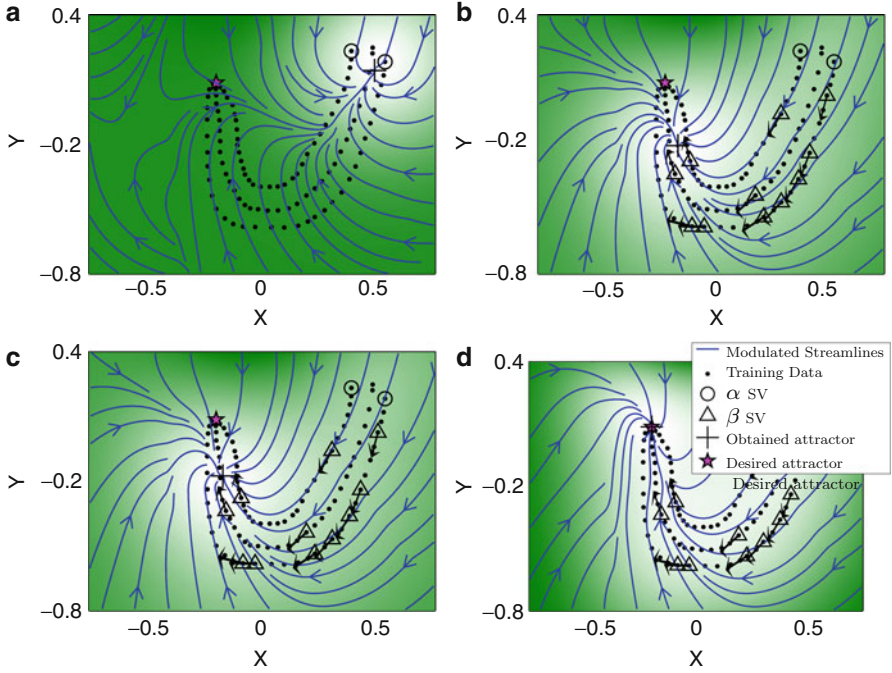 a
0.4
−0.2
−0.8
Y
−0.5
0
0.5
X
b
0.4
−0.2
−0.8
Y
−0.5
0
0.5
X
c
0.4
−0.2
−0.8
Y
−0.5
0
0.5
X
d
0.4
−0.2
−0.8
Y
−0.5
0
0.5
X
Modulated Streamlines
Training Data
α SV
β SV
Obtained attractor
Desired attractor
Desired attractor